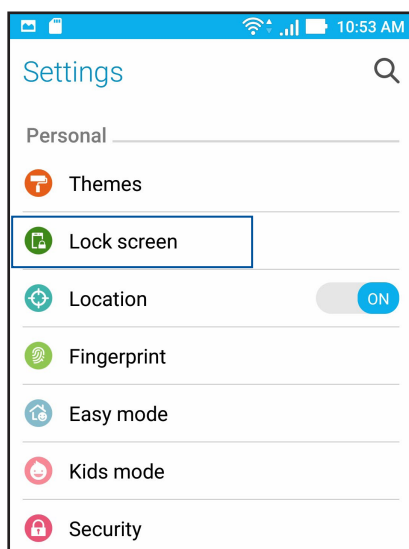 10:53 AM
Settings
Personal
Themes
Lock screen
Location
ON
Fingerprint
Easy mode
Kids mode
Security